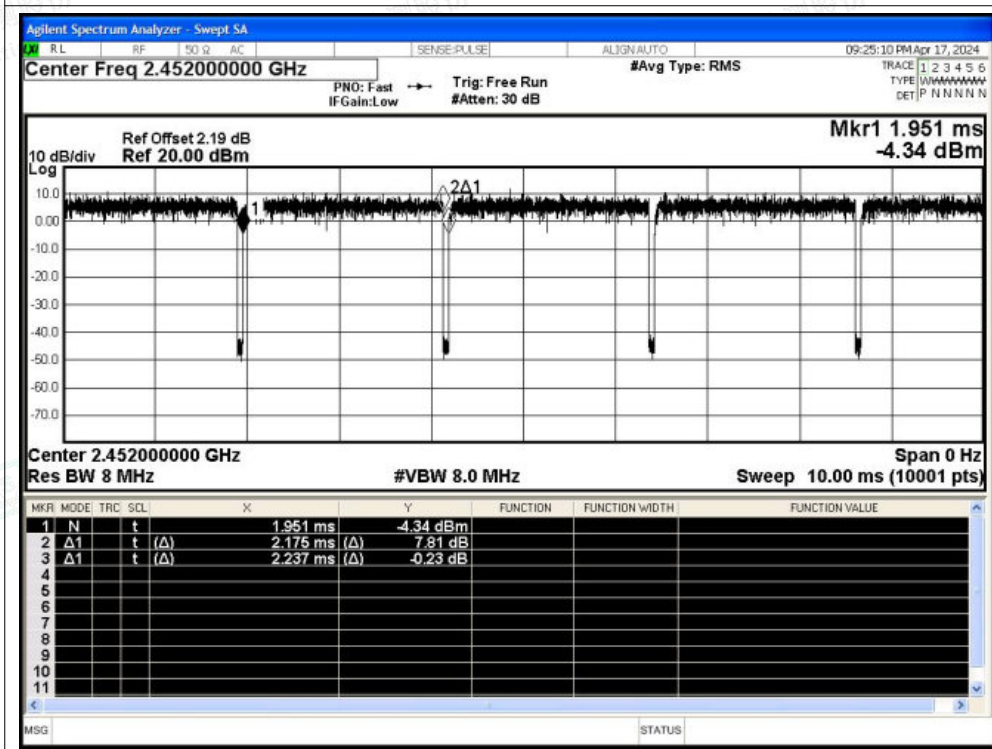 Agilent Spectrum Analyzer - Swept SA
LXI RL RF 50 Ω AC SENSE:PULSE ALIGNAUTO 09:25:10 PM Apr 17, 2024
Center Freq 2.452000000 GHz
#Avg Type: RMS
TRACE 1 2 3 4 5 6
PNO: Fast Trig: Free Run
TYPE WWWWWW
IFGain:Low #Atten: 30 dB
DET P N N N N N
Mkr1 1.951 ms
Ref Offset 2.19 dB
-4.34 dBm
10 dB/div Ref 20.00 dBm
Log
2Δ1
10.0
1
0.00
-10.0
-20.0
-30.0
-40.0
-50.0
-60.0
-70.0
Center 2.452000000 GHz Span 0 Hz
Res BW 8 MHz #VBW 8.0 MHz Sweep 10.00 ms (10001 pts)
MKR MODE TRC SCL X Y FUNCTION FUNCTION WIDTH FUNCTION VALUE
1 N t 1.951 ms -4.34 dBm
2 Δ1 t (Δ) 2.175 ms (Δ) 7.81 dB
3 Δ1 t (Δ) 2.237 ms (Δ) -0.23 dB
4
5
6
7
8
9
10
11
MSG STATUS